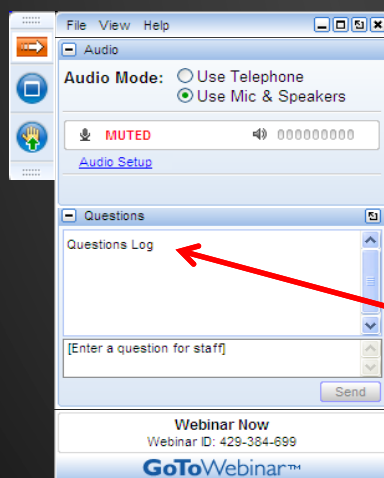 File View Help
Audio
Audio Mode: Use Telephone
Use Mic & Speakers
MUTED 000000000
Audio Setup
Questions
Questions Log
[Enter a question for staff]
Send
Webinar Now
Webinar ID: 429-384-699
GoToWebinar™